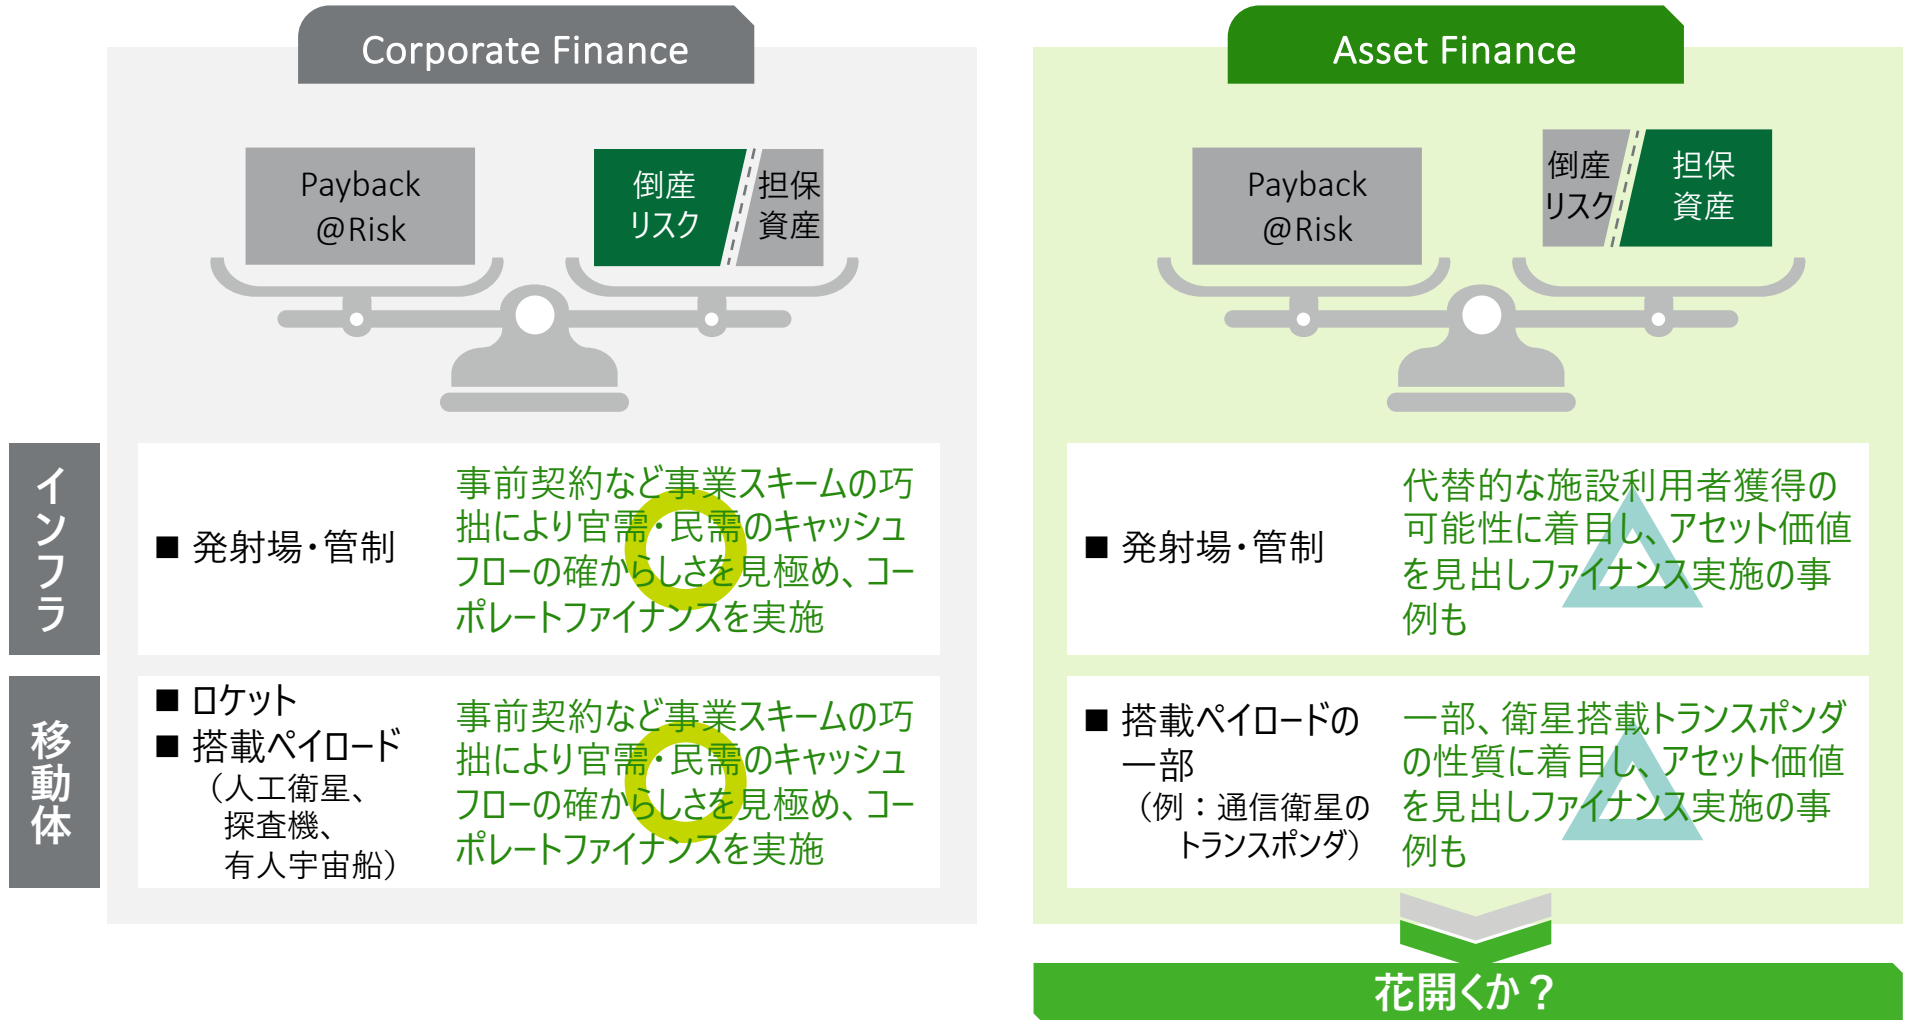 Corporate Finance
Payback
@Risk
倒産
リスク
担保
資産
Asset Finance
Payback
@Risk
倒産
リスク
担保
資産
インフラ
■ 発射場・管制
事前契約など事業スキームの巧
拙により官需・民需のキャッシュ
フローの確からしさを見極め、コー
ポレートファイナンスを実施
■ 発射場・管制
代替的な施設利用者獲得の
可能性に着目し、アセット価値
を見出しファイナンス実施の事
例も
移動体
■ ロケット
■ 搭載ペイロード
（人工衛星、
探査機、
有人宇宙船）
事前契約など事業スキームの巧
拙により官需・民需のキャッシュ
フローの確からしさを見極め、コー
ポレートファイナンスを実施
■ 搭載ペイロードの
一部
（例：通信衛星の
トランスポンダ）
一部、衛星搭載トランスポンダ
の性質に着目し、アセット価値
を見出しファイナンス実施の事
例も
花開くか？